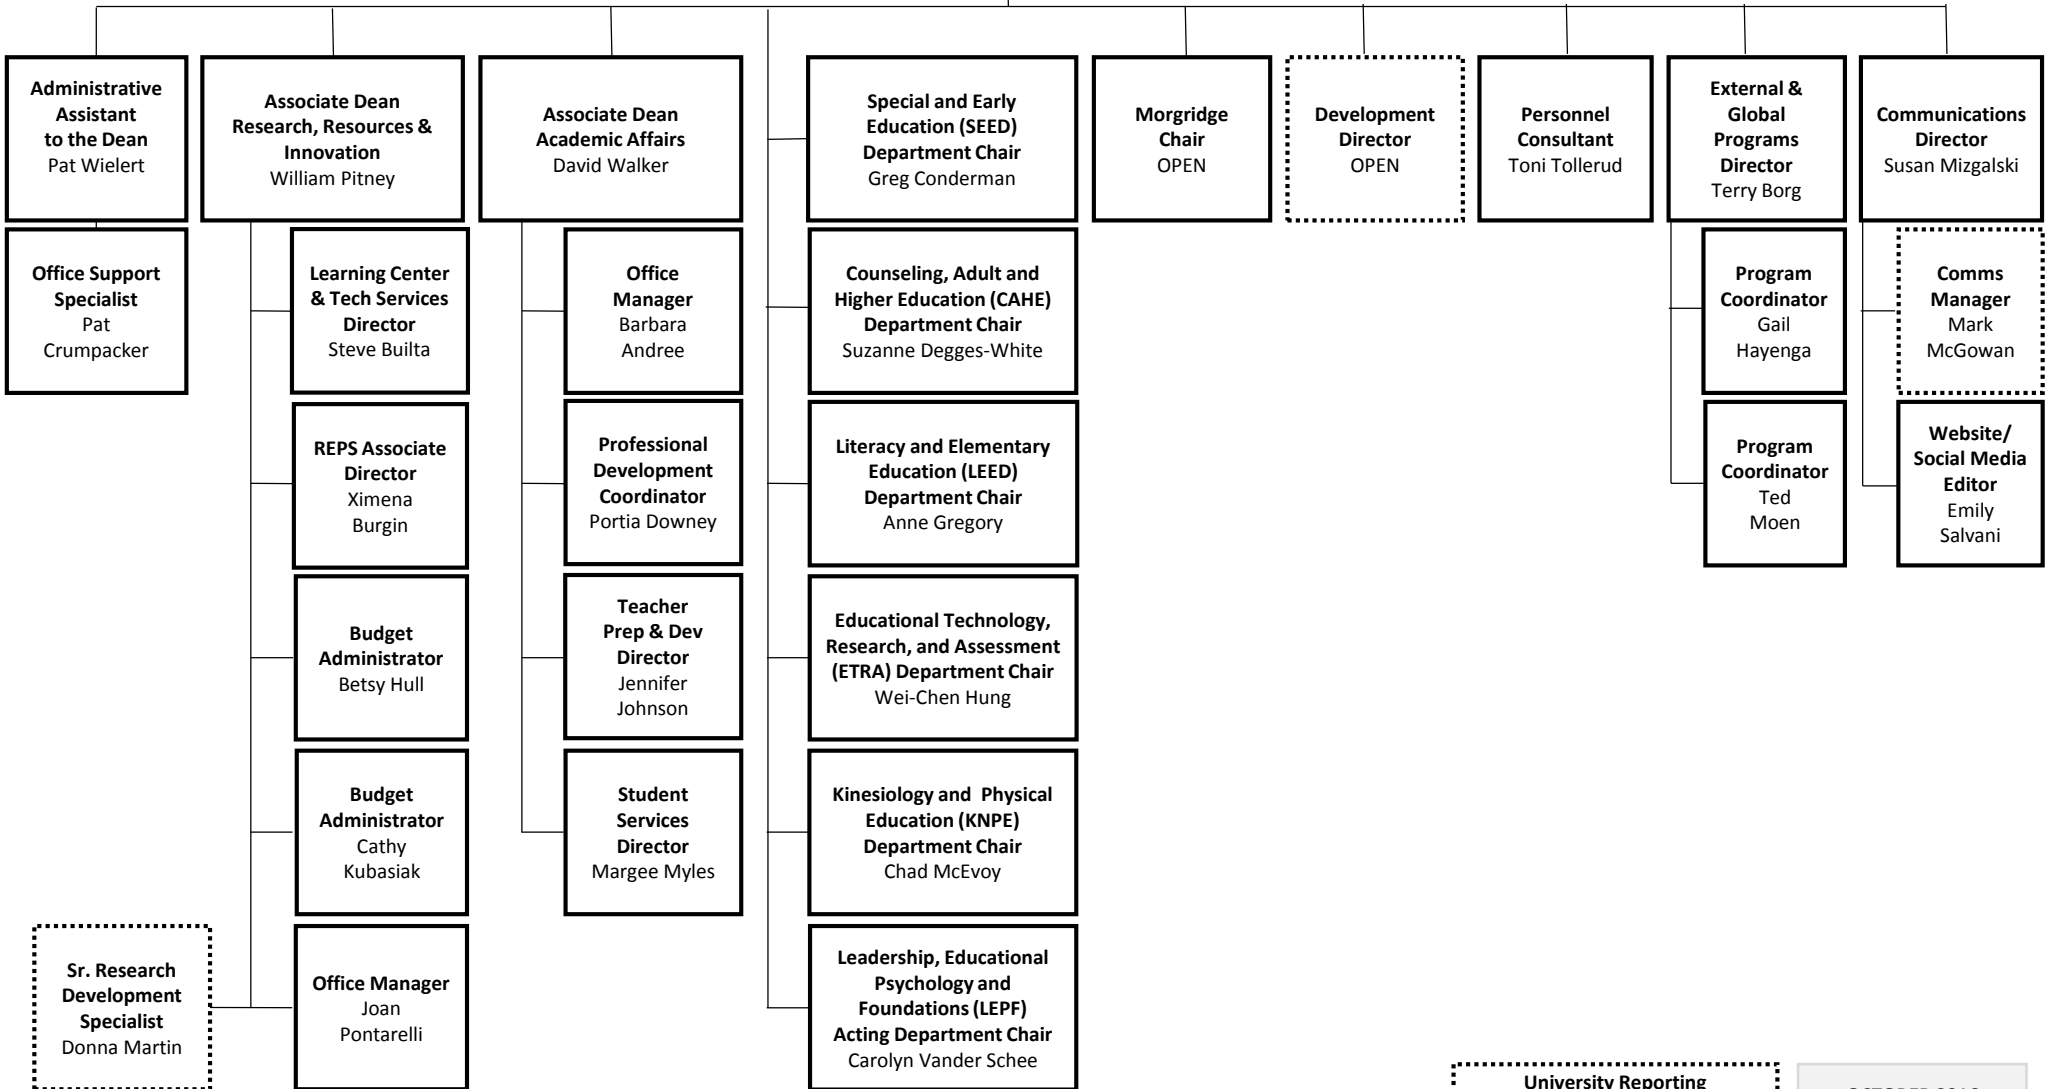 Administrative
Assistant
to the Dean
Pat Wielert
Associate Dean
Research, Resources &
Innovation
William Pitney
Associate Dean
Academic Affairs
David Walker
Special and Early
Education (SEED)
Department Chair
Greg Conderman
Morgridge
Chair
OPEN
Development
Director
OPEN
Personnel
Consultant
Toni Tollerud
External &
Global
Programs
Director
Terry Borg
Communications
Director
Susan Mizgalski
Office Support
Specialist
Pat
Crumpacker
Learning Center
& Tech Services
Director
Steve Builta
Office
Manager
Barbara
Andree
Counseling, Adult and
Higher Education (CAHE)
Department Chair
Suzanne Degges-White
Program
Coordinator
Gail
Hayenga
Comms
Manager
Mark
McGowan
REPS Associate
Director
Ximena
Burgin
Professional
Development
Coordinator
Portia Downey
Literacy and Elementary
Education (LEED)
Department Chair
Anne Gregory
Program
Coordinator
Ted
Moen
Website/
Social Media
Editor
Emily
Salvani
Budget
Administrator
Betsy Hull
Teacher
Prep & Dev
Director
Jennifer
Johnson
Educational Technology,
Research, and Assessment
(ETRA) Department Chair
Wei-Chen Hung
Budget
Administrator
Cathy
Kubasiak
Student
Services
Director
Margee Myles
Kinesiology and Physical
Education (KNPE)
Department Chair
Chad McEvoy
Sr. Research
Development
Specialist
Donna Martin
Office Manager
Joan
Pontarelli
Leadership, Educational
Psychology and
Foundations (LEPF)
Acting Department Chair
Carolyn Vander Schee
University Reporting